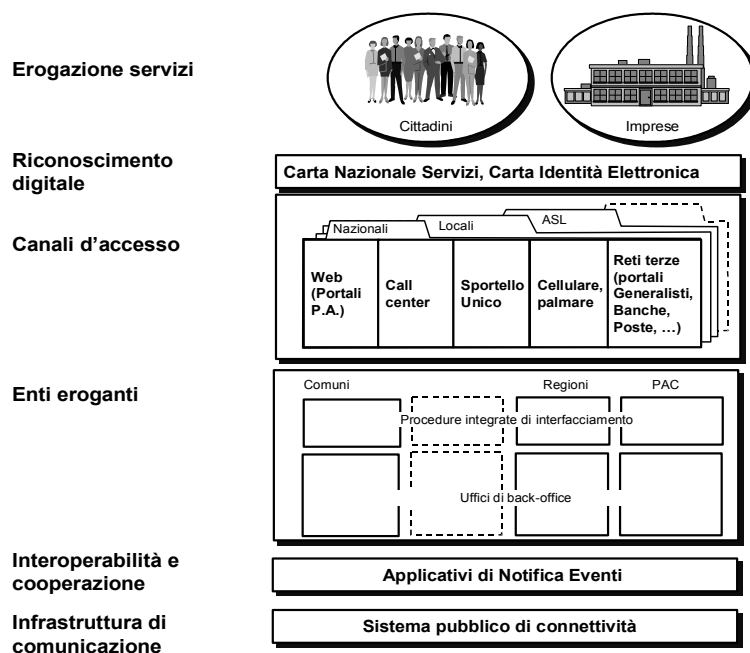 Erogazione servizi
Cittadini
Imprese
Riconoscimento
digitale
Carta Nazionale Servizi, Carta Identità Elettronica
Canali d’accesso
Nazionali
Locali
ASL
Web
(Portali
P.A.)
Call
center
Sportello
Unico
Cellulare,
palmare
Reti terze
(portali
Generalisti,
Banche,
Poste, …)
Enti eroganti
Comuni
Regioni
PAC
Procedure integrate di interfacciamento
Uffici di back-office
Interoperabilità e
cooperazione
Applicativi di Notifica Eventi
Infrastruttura di
comunicazione
Sistema pubblico di connettività